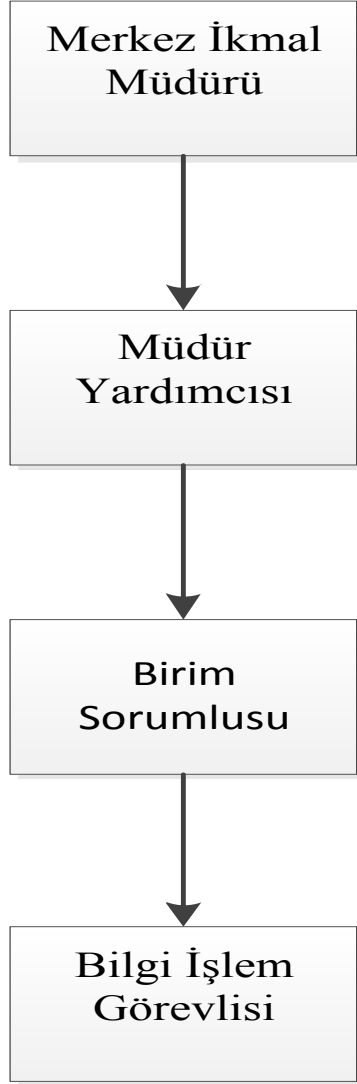 Merkez İkmal
Müdürü
Müdür
Yardımcısı
Birim
Sorumlusu
Bilgi İşlem
Görevlisi